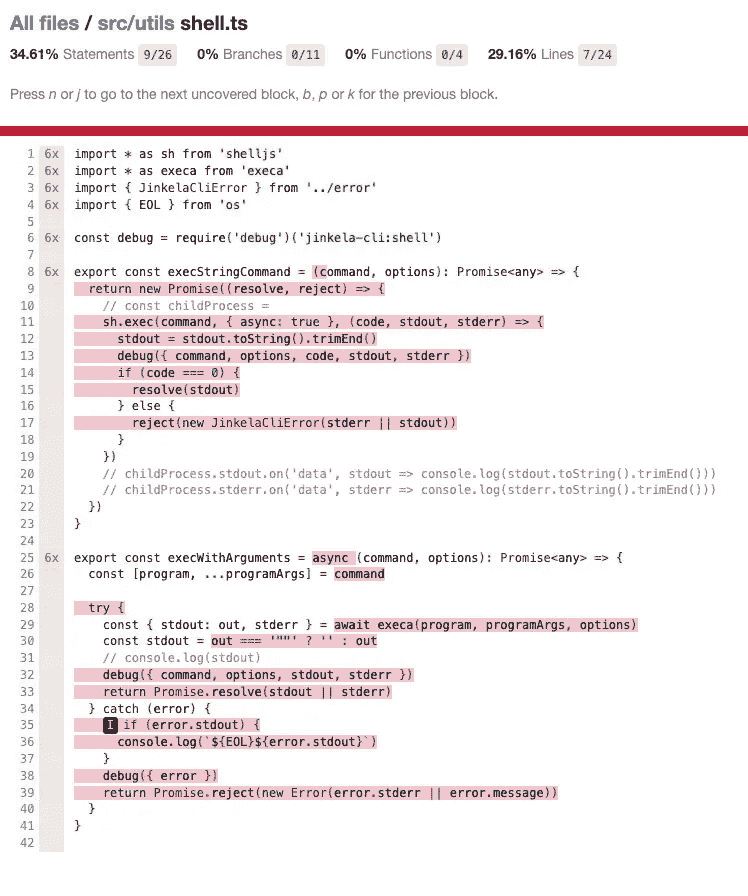 All files / src/utils shell.ts
34.61% Statements 9/26 0% Branches 0/11 0% Functions 0/4 29.16% Lines 7/24
Press n or j to go to the next uncovered block, b, p or k for the previous block.
1 6x import * as sh from 'shelljs'
2 6x import * as execa from 'execa'
3 6x import { JinkelaCliError } from '../error'
4 6x import { EOL } from 'os'
5
6 6x const debug = require('debug')('jinkela-cli:shell')
7
8 6x export const execStringCommand = (command, options): Promise<any> => {
9 return new Promise((resolve, reject) => {
10 // const childProcess =
11 sh.exec(command, { async: true }, (code, stdout, stderr) => {
12 stdout = stdout.toString().trimEnd()
13 debug({ command, options, code, stdout, stderr })
14 if (code === 0) {
15 resolve(stdout)
16 } else {
17 reject(new JinkelaCliError(stderr || stdout))
18 }
19 })
20 // childProcess.stdout.on('data', stdout => console.log(stdout.toString().trimEnd()))
21 // childProcess.stderr.on('data', stderr => console.log(stderr.toString().trimEnd()))
22 })
23 }
24
25 6x export const execWithArguments = async (command, options): Promise<any> => {
26 const [program, ...programArgs] = command
27
28 try {
29 const { stdout: out, stderr } = await execa(program, programArgs, options)
30 const stdout = out === '""' ? '' : out
31 // console.log(stdout)
32 debug({ command, options, stdout, stderr })
33 return Promise.resolve(stdout || stderr)
34 } catch (error) {
35 I if (error.stdout) {
36 console.log(`${EOL}${error.stdout}`)
37 }
38 debug({ error })
39 return Promise.reject(new Error(error.stderr || error.message))
40 }
41 }
42